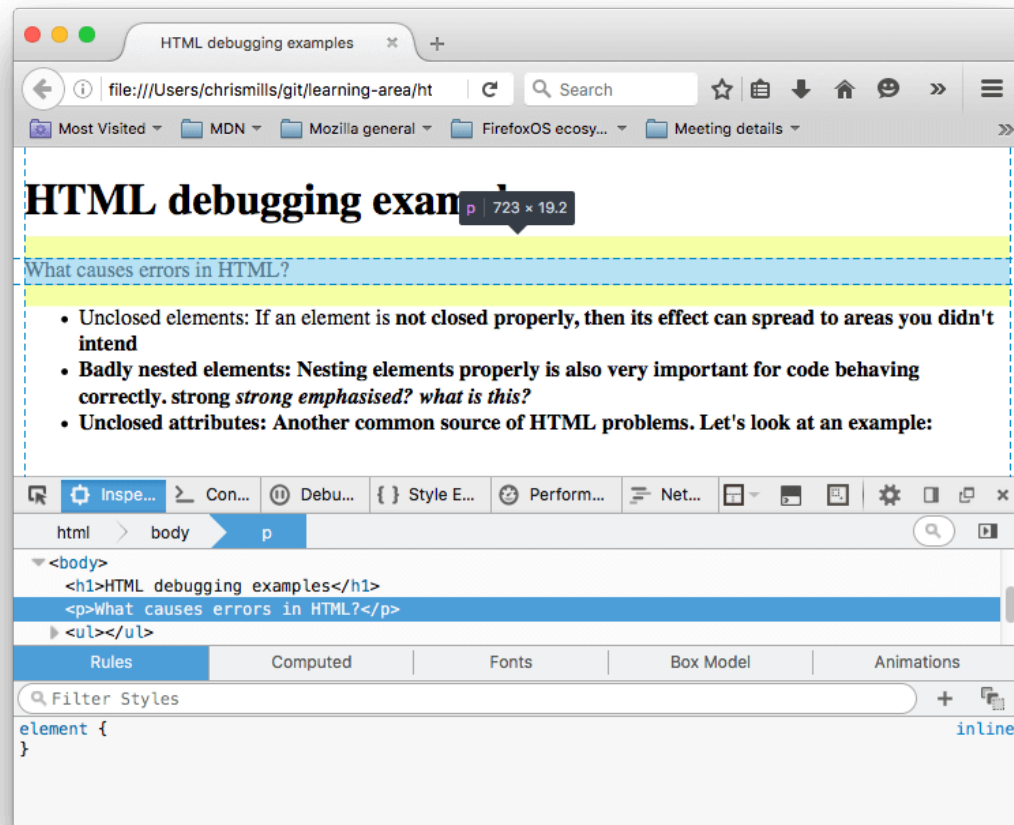 HTML debugging examples
file:///Users/chrismills/git/learning-area/ht
Search
Most Visited
MDN
Mozilla general
FirefoxOS ecosy...
Meeting details
HTML debugging exam
p 723 × 19.2
What causes errors in HTML?
• Unclosed elements: If an element is not closed properly, then its effect can spread to areas you didn't
intend
• Badly nested elements: Nesting elements properly is also very important for code behaving
correctly. strong strong emphasised? what is this?
• Unclosed attributes: Another common source of HTML problems. Let's look at an example:
Inspe...
Con...
Debu...
{ } Style E...
Perform...
Net...
html
body
p
<body>
<h1>HTML debugging examples</h1>
<p>What causes errors in HTML?</p>
<ul></ul>
Rules
Computed
Fonts
Box Model
Animations
Filter Styles
element {
inline
}